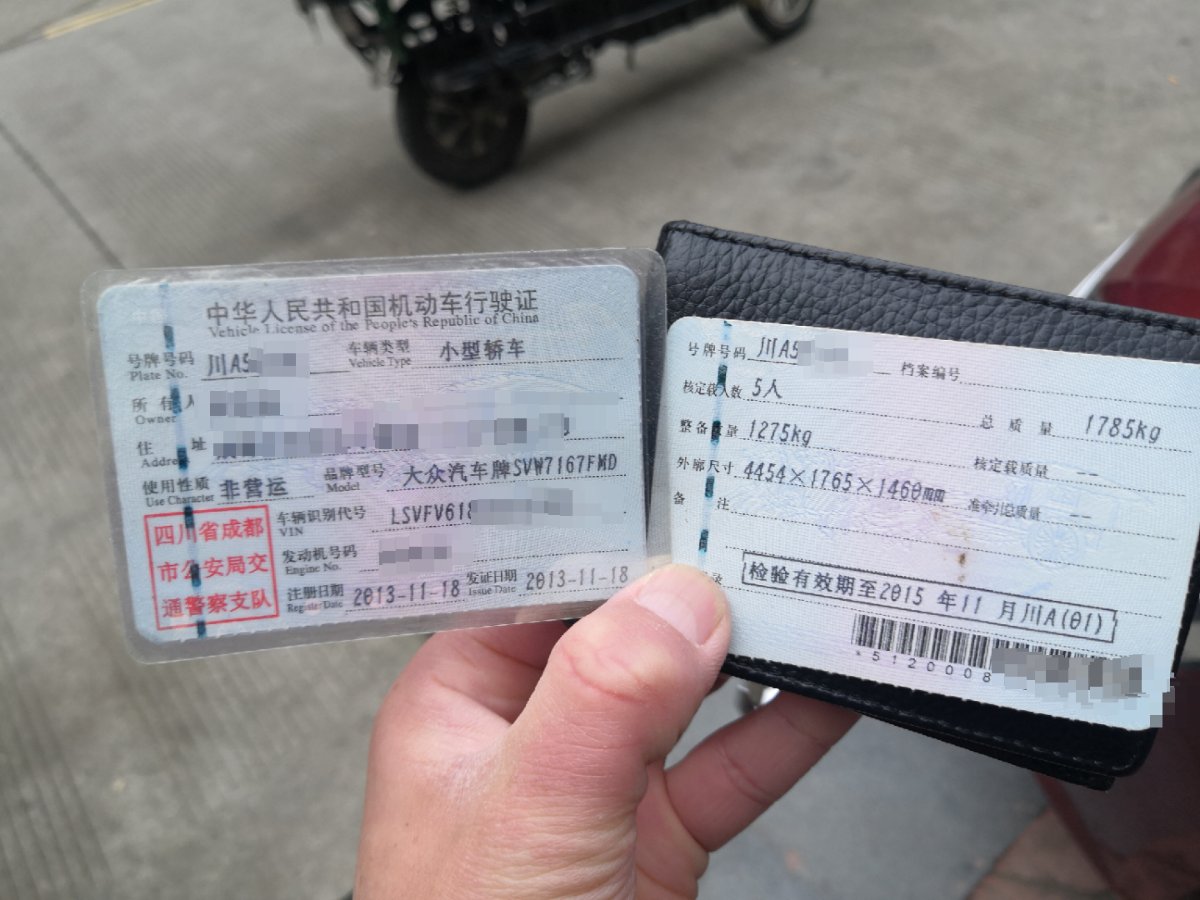 中华人民共和国机动车行驶证
Vehicle License of the People's Republic of China
号牌号码 川A5 车辆类型 小型轿车
Plate No. Vehicle Type
所有人
Owner
住 址
Address
使用性质 非营运 品牌型号 大众汽车牌SVW7167FMD
Use Character Model
四川省成都
市公安局交
通警察支队
车辆识别代号 LSVFV618
VIN
发动机号码
Engine No.
注册日期 2013-11-18 发证日期 2013-11-18
Register Date Issue Date
号牌号码 川A5 档案编号
核定载人数 5人 总 质 量 1785kg
整备质量 1275kg 核定载质量 --
外廓尺寸 4454×1765×1460mm 准牵引总质量 --
备 注
检验有效期至2015 年11 月川A(01)
*5120008